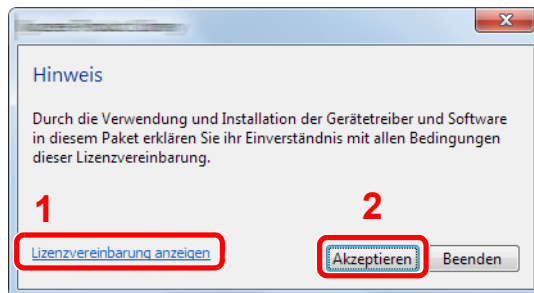 Hinweis
Durch die Verwendung und Installation der Gerätetreiber und Software
in diesem Paket erklären Sie ihr Einverständnis mit allen Bedingungen
dieser Lizenzvereinbarung.
1
2
Lizenzvereinbarung anzeigen
Akzeptieren
Beenden